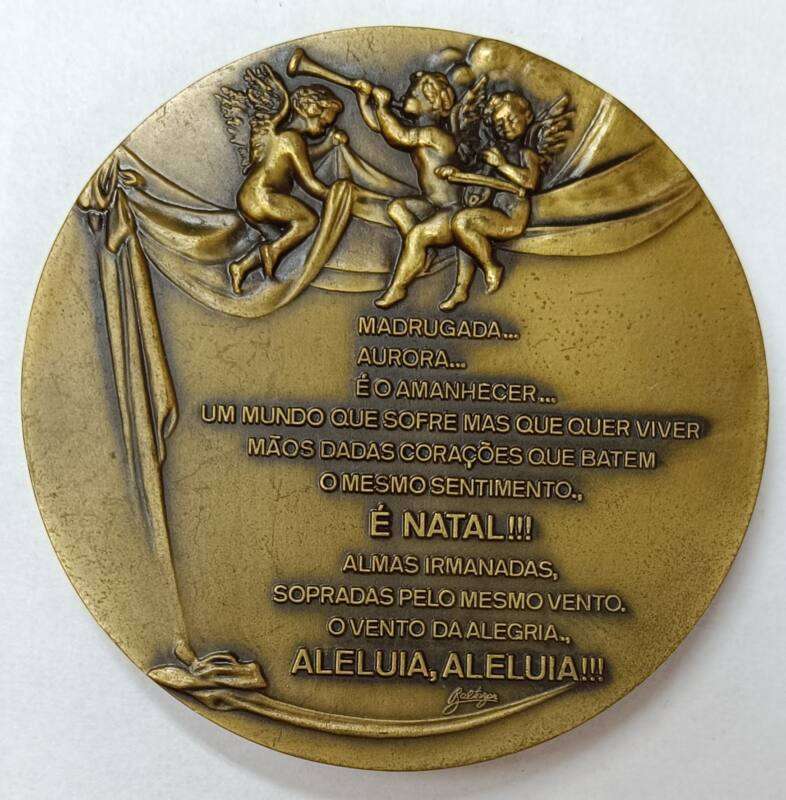 MADRUGADA...
AURORA...
É O AMANHECER...
UM MUNDO QUE SOFRE MAS QUE QUER VIVER
MÃOS DADAS CORAÇÕES QUE BATEM
O MESMO SENTIMENTO.,
É NATAL!!!
ALMAS IRMANADAS,
SOPRADAS PELO MESMO VENTO.
O VENTO DA ALEGRIA.,
ALELUIA, ALELUIA!!!
Baltazar